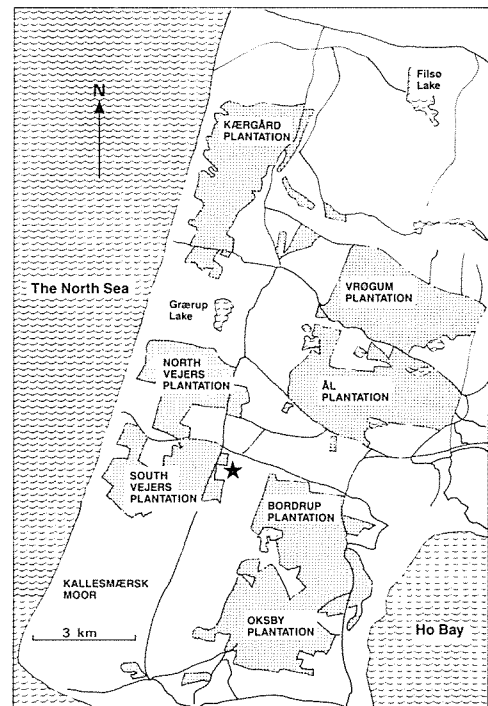 Filsø
Lake
N
KÆRGÅRD
PLANTATION
The North Sea
VRØGUM
PLANTATION
Grærup
Lake
NORTH
VEJERS
PLANTATION
ÅL
PLANTATION
SOUTH
VEJERS
PLANTATION
BORDRUP
PLANTATION
KALLESMÆRSK
MOOR
3 km
OKSBY
PLANTATION
Ho Bay